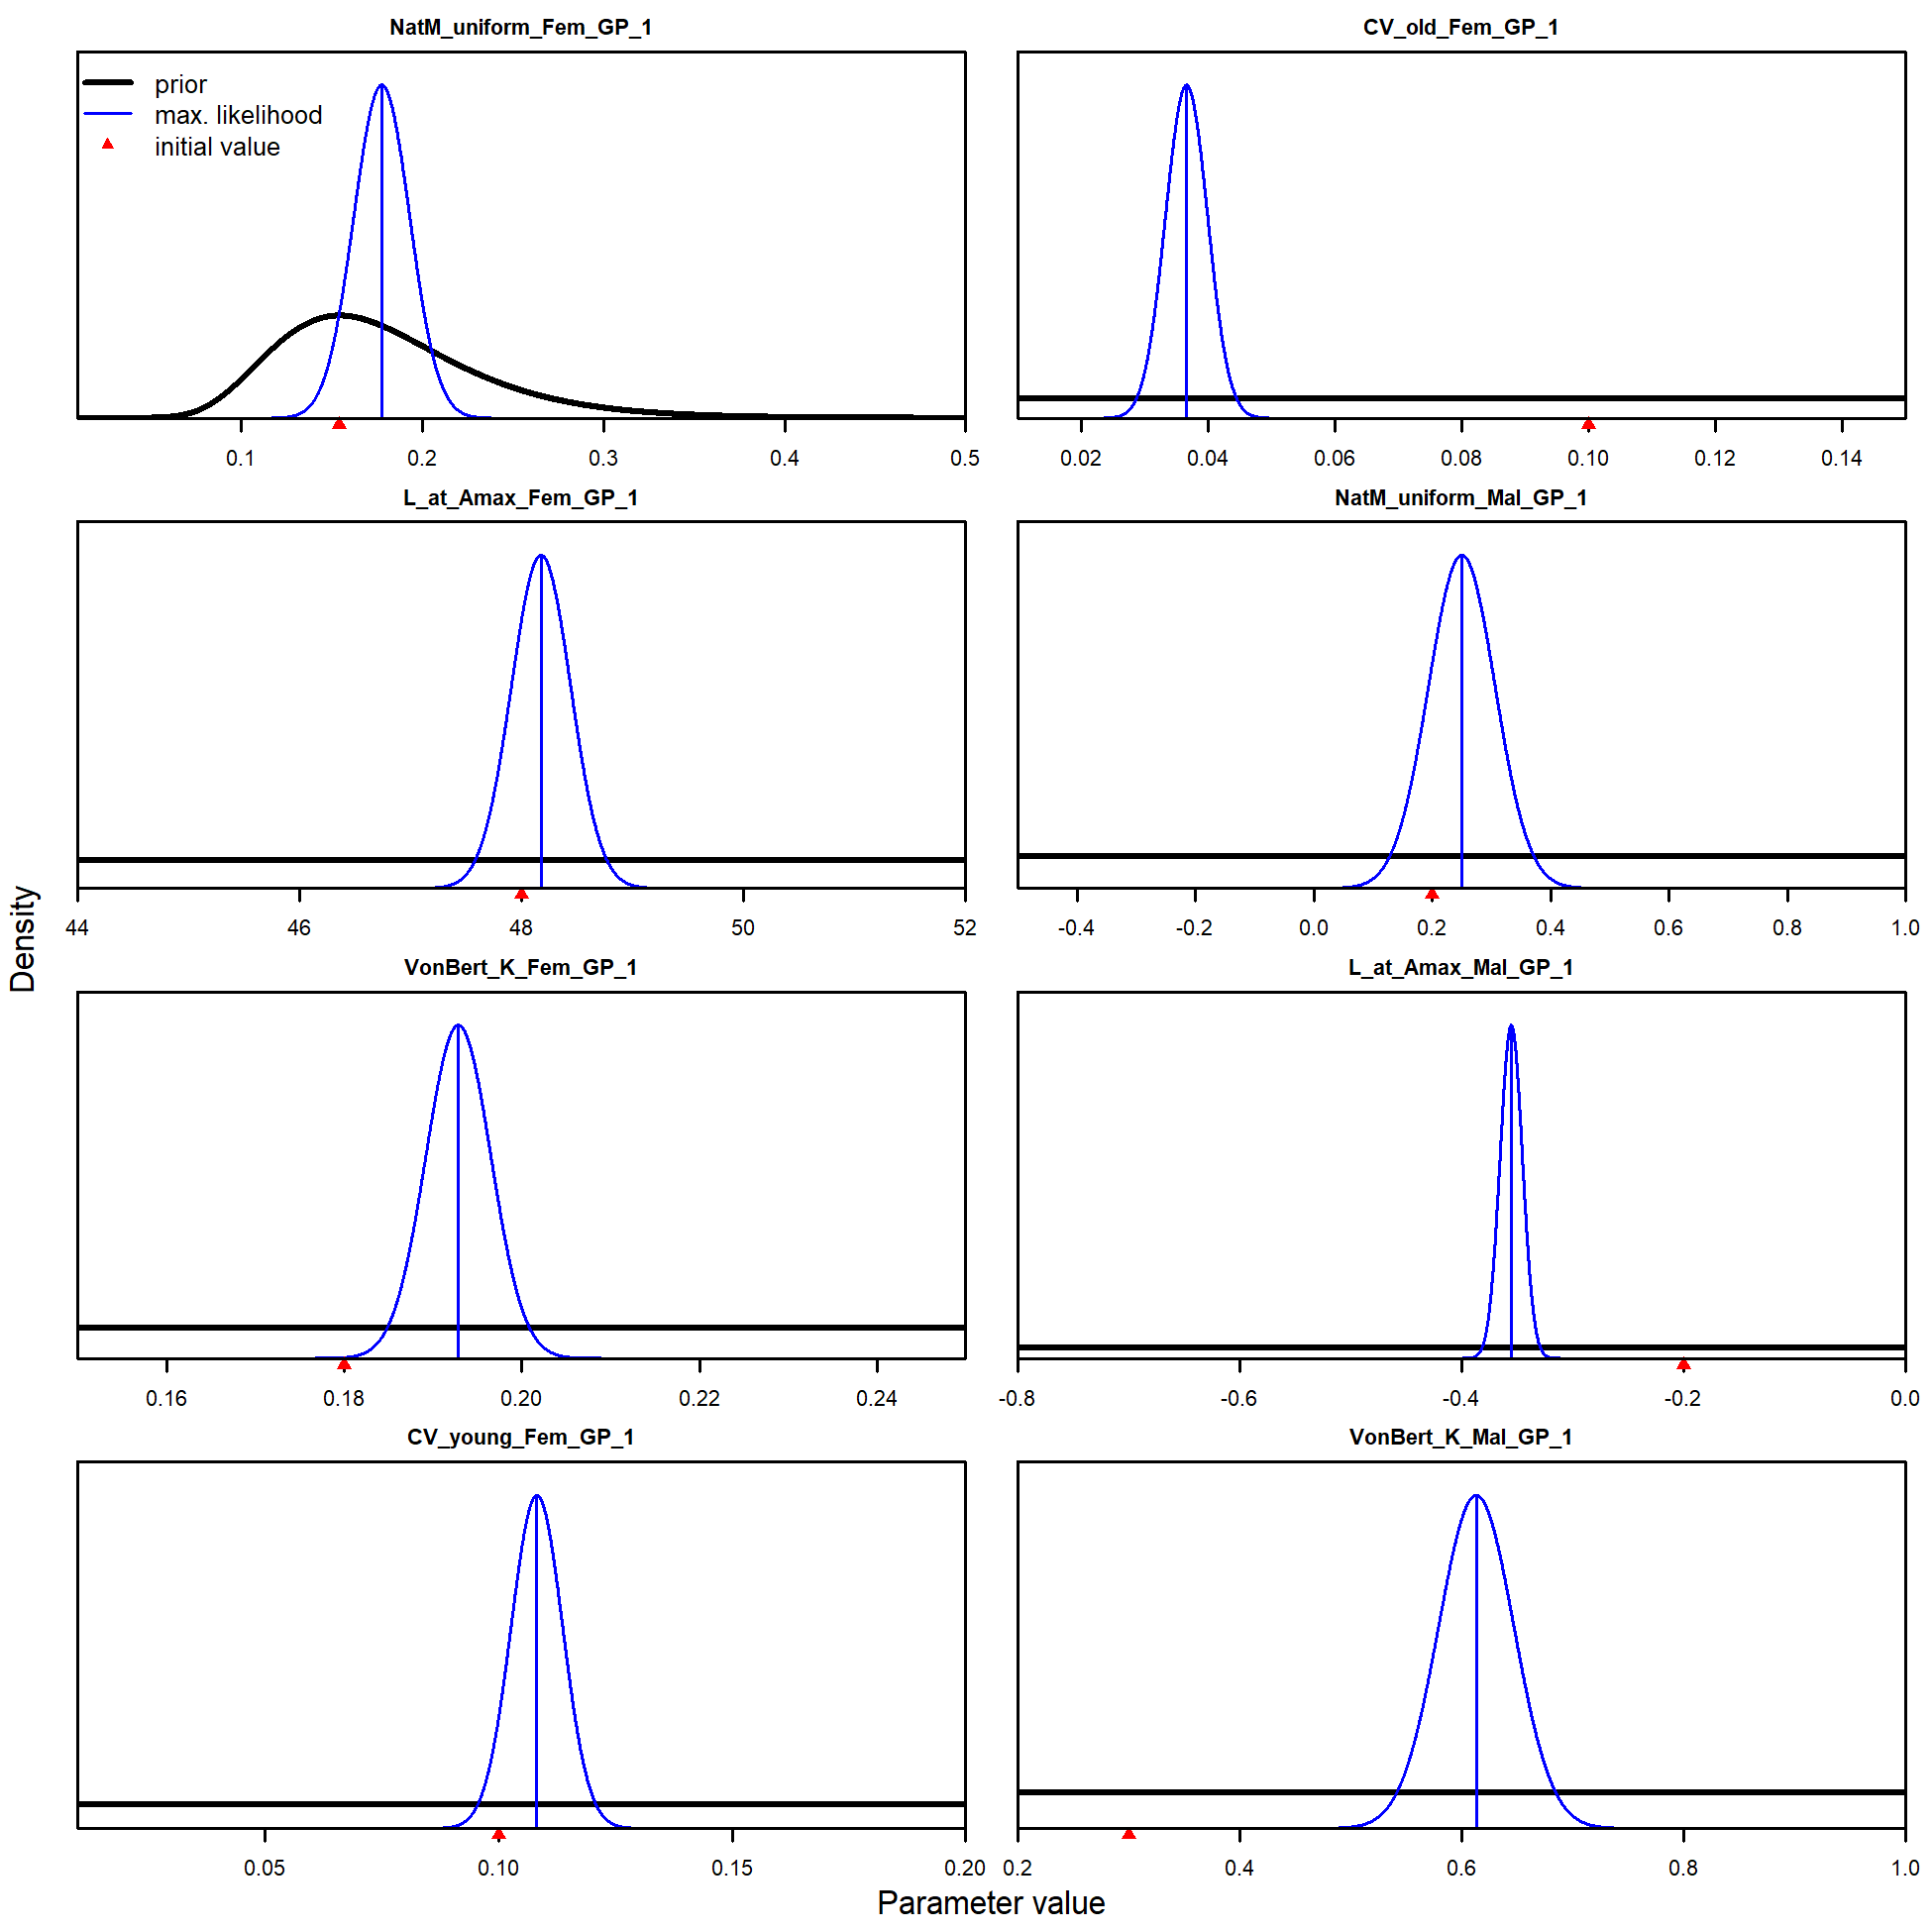 NatM_uniform_Fem_GP_1
prior
max. likelihood
initial value
0.1 0.2 0.3 0.4 0.5
CV_old_Fem_GP_1
0.02 0.04 0.06 0.08 0.10 0.12 0.14
L_at_Amax_Fem_GP_1
44 46 48 50 52
NatM_uniform_Mal_GP_1
-0.4 -0.2 0.0 0.2 0.4 0.6 0.8 1.0
VonBert_K_Fem_GP_1
0.16 0.18 0.20 0.22 0.24
L_at_Amax_Mal_GP_1
-0.8 -0.6 -0.4 -0.2 0.0
CV_young_Fem_GP_1
0.05 0.10 0.15 0.20
VonBert_K_Mal_GP_1
0.2 0.4 0.6 0.8 1.0
Density
Parameter value